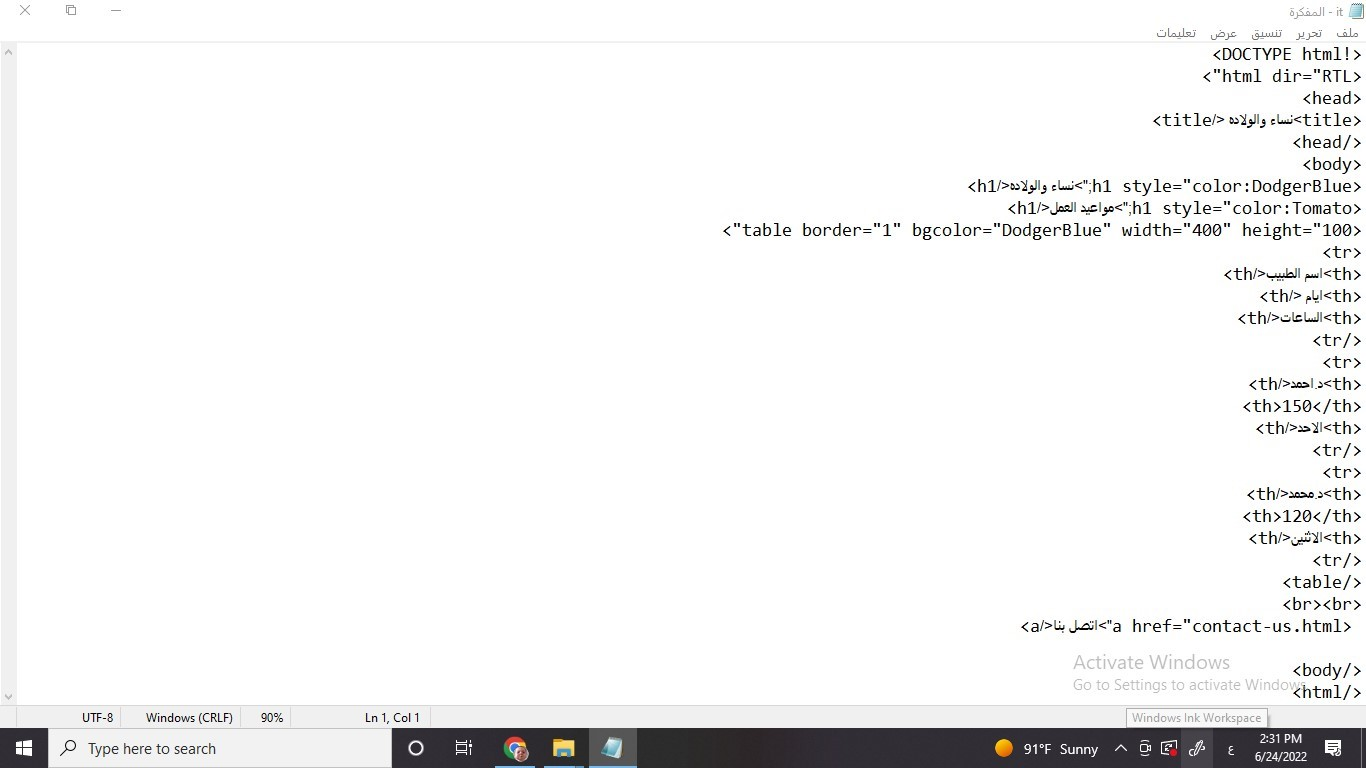 it - المفكرة
ملف تحرير تنسيق عرض تعليمات
<!DOCTYPE html>
<html dir="RTL">
<head>
<title>نساء والولاده </title>
</head>
<body>
<h1 style="color:DodgerBlue;">نساء والولاده</h1>
<h1 style="color:Tomato;">مواعيد العمل</h1>
<table border="1" bgcolor="DodgerBlue" width="400" height="100">
<tr>
<th>اسم الطبيب</th>
<th>ايام </th>
<th>الساعات</th>
</tr>
<tr>
<th>د.احمد</th>
<th>150</th>
<th>الاحد</th>
</tr>
<tr>
<th>د.محمد</th>
<th>120</th>
<th>الاثنين</th>
</tr>
</table>
<br><br>
<a href="contact-us.html">اتصل بنا</a>
Activate Windows
Go to Settings to activate Windows.
</body>
</html>
UTF-8 Windows (CRLF) 90% Ln 1, Col 1
Windows Ink Workspace
Type here to search
91°F Sunny
ع
2:31 PM
6/24/2022